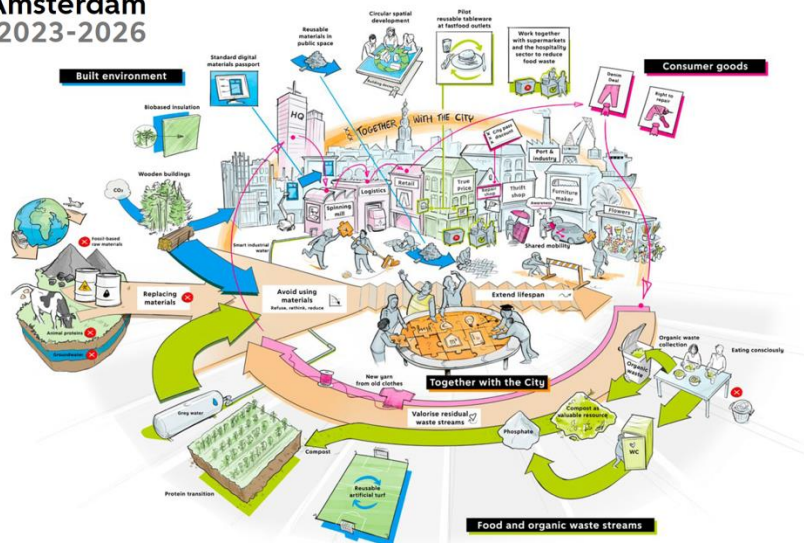 Amsterdam
2023-2026
Built environment
Standard digital
materials passport
Reusable
materials in
public space
Circular spatial
development
Pilot
reusable tableware
at fastfood outlets
Work together
with supermarkets
and the hospitality
sector to reduce
food waste
Consumer goods
Denim
Deal
Right to
repair
Biobased insulation
HQ
XXX TOGETHER WITH THE CITY
City pass
discount
Port &
industry
Wooden buildings
CO₂
Spinning
mill
Logistics
Retail
True
Price
Repair
Thrift
shop
Furniture
maker
Flowers
Shared mobility
Smart industrial
water
Fossil-based
raw materials
Animal proteins
Groundwater
Replacing
materials
Avoid using
materials
Refuse, rethink, reduce
Extend lifespan
Together with the City
New yarn
from old clothes
Valorise residual
waste streams
Organic waste
collection
Eating consciously
Organic
waste
Compost as
valuable resource
Phosphate
WC
Grey water
Compost
Protein transition
Reusable
artificial turf
Food and organic waste streams